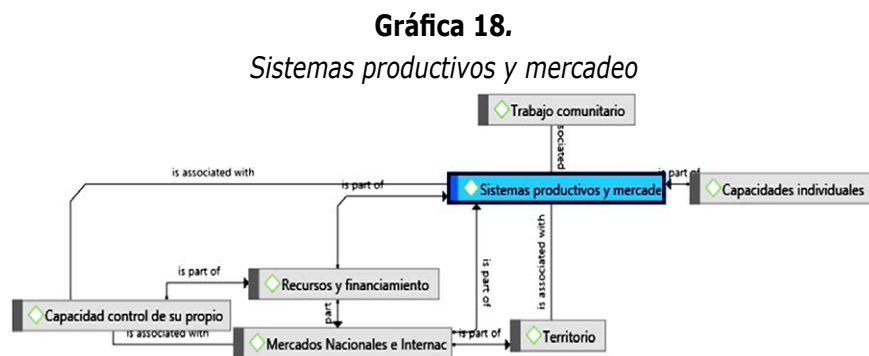 Gráfica 18.
Sistemas productivos y mercadeo
Trabajo comunitario
sociated
is associated with
is part of
Sistemas productivos y mercade
is part of
Capacidades individuales
is part of
is associated with
is part of
Recursos y financiamiento
Capacidad control de su propio
part
is associated with
Mercados Nacionales e Internac
is part of
Territorio